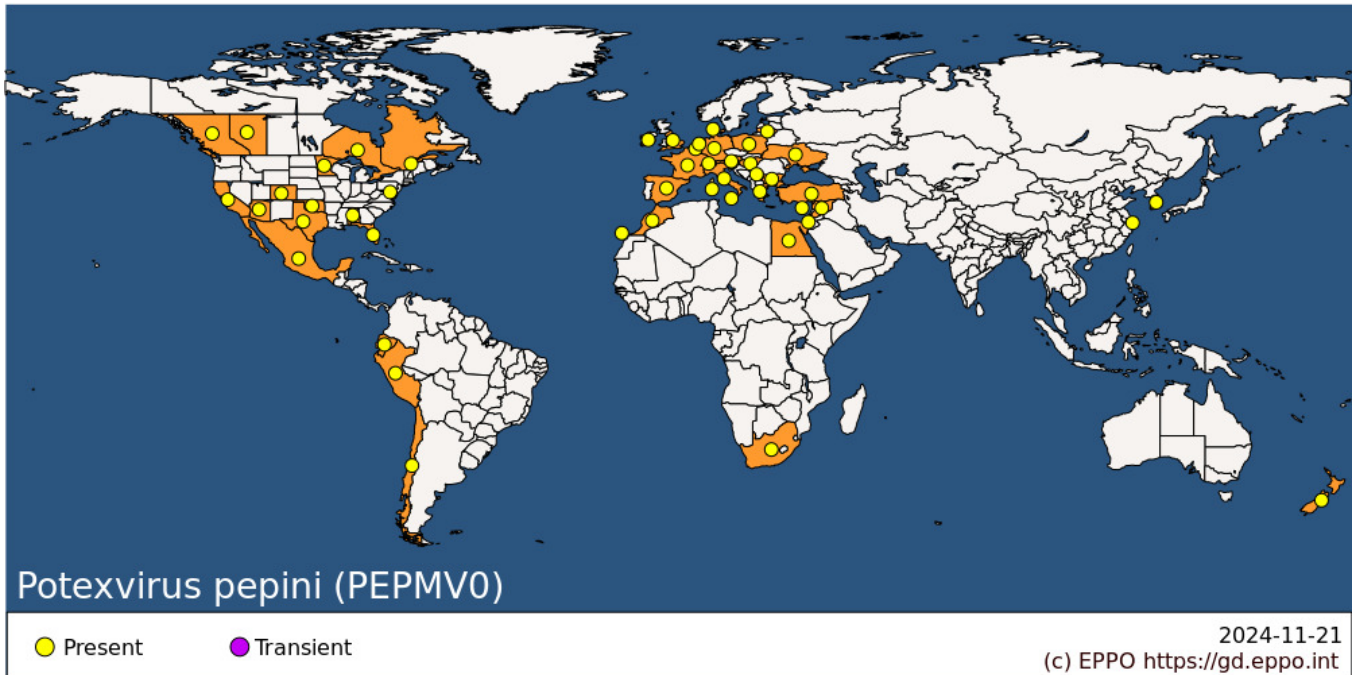 Potexvirus pepini (PEPMV0)
Present
Transient
2024-11-21
(c) EPPO https://gd.eppo.int